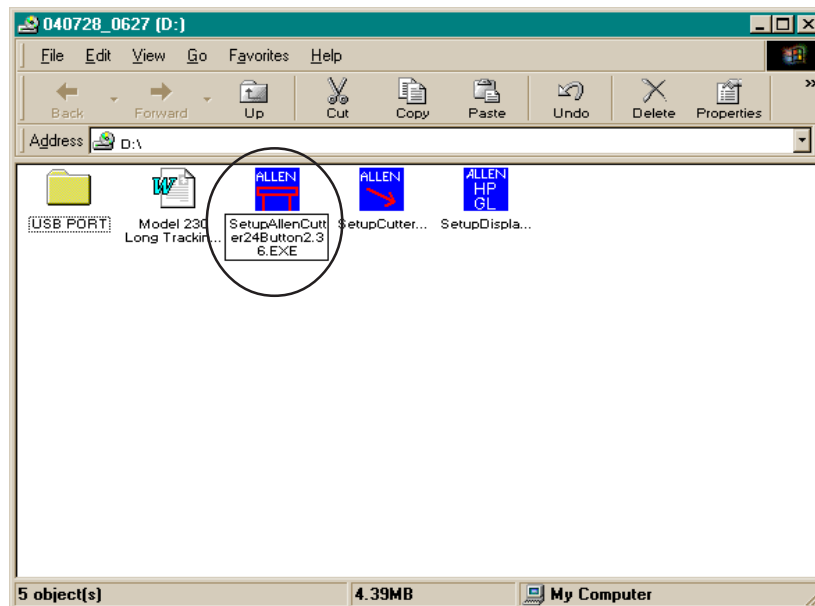 040728_0627 (D:)
File Edit View Go Favorites Help
Back Forward Up Cut Copy Paste Undo Delete Properties »
Address D:\
ALLEN ALLEN ALLEN
HP
GL
USB PORT Model 230 SetupAllenCutt SetupCutter... SetupDispla...
Long Trackin... er24Button2.3
6.EXE
5 object(s) 4.39MB My Computer